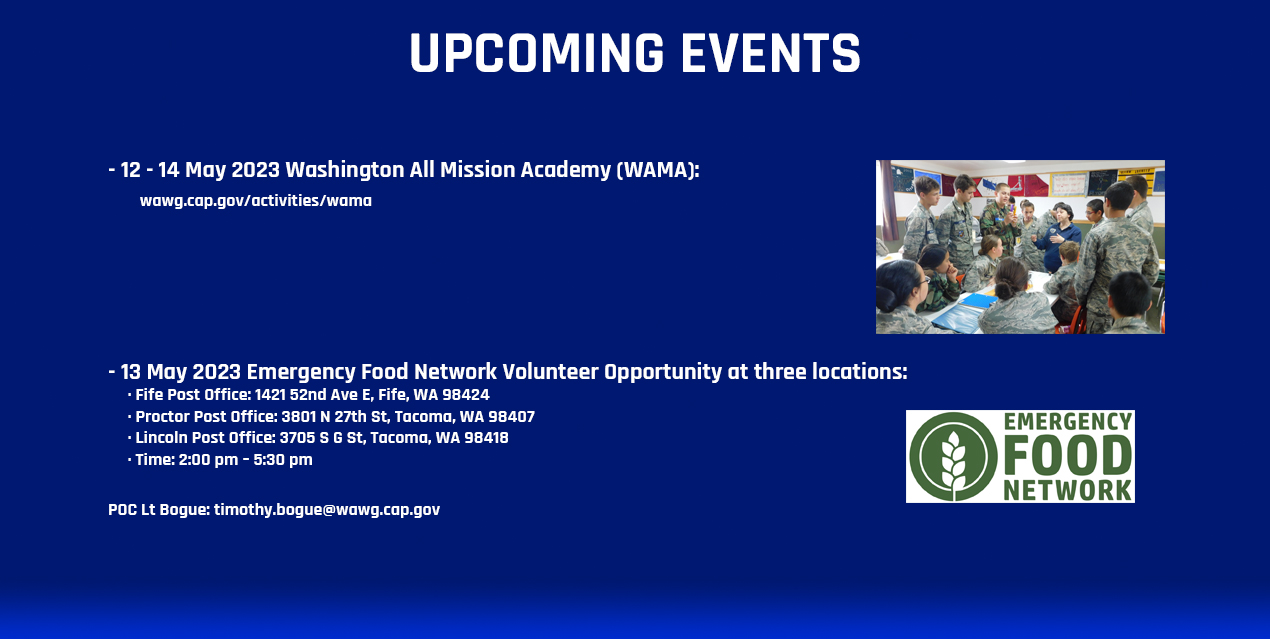 UPCOMING EVENTS
- 12 - 14 May 2023 Washington All Mission Academy (WAMA):
wawg.cap.gov/activities/wama
- 13 May 2023 Emergency Food Network Volunteer Opportunity at three locations:
· Fife Post Office: 1421 52nd Ave E, Fife, WA 98424
· Proctor Post Office: 3801 N 27th St, Tacoma, WA 98407
· Lincoln Post Office: 3705 S G St, Tacoma, WA 98418
· Time: 2:00 pm – 5:30 pm
EMERGENCY
FOOD
NETWORK
POC Lt Bogue: timothy.bogue@wawg.cap.gov